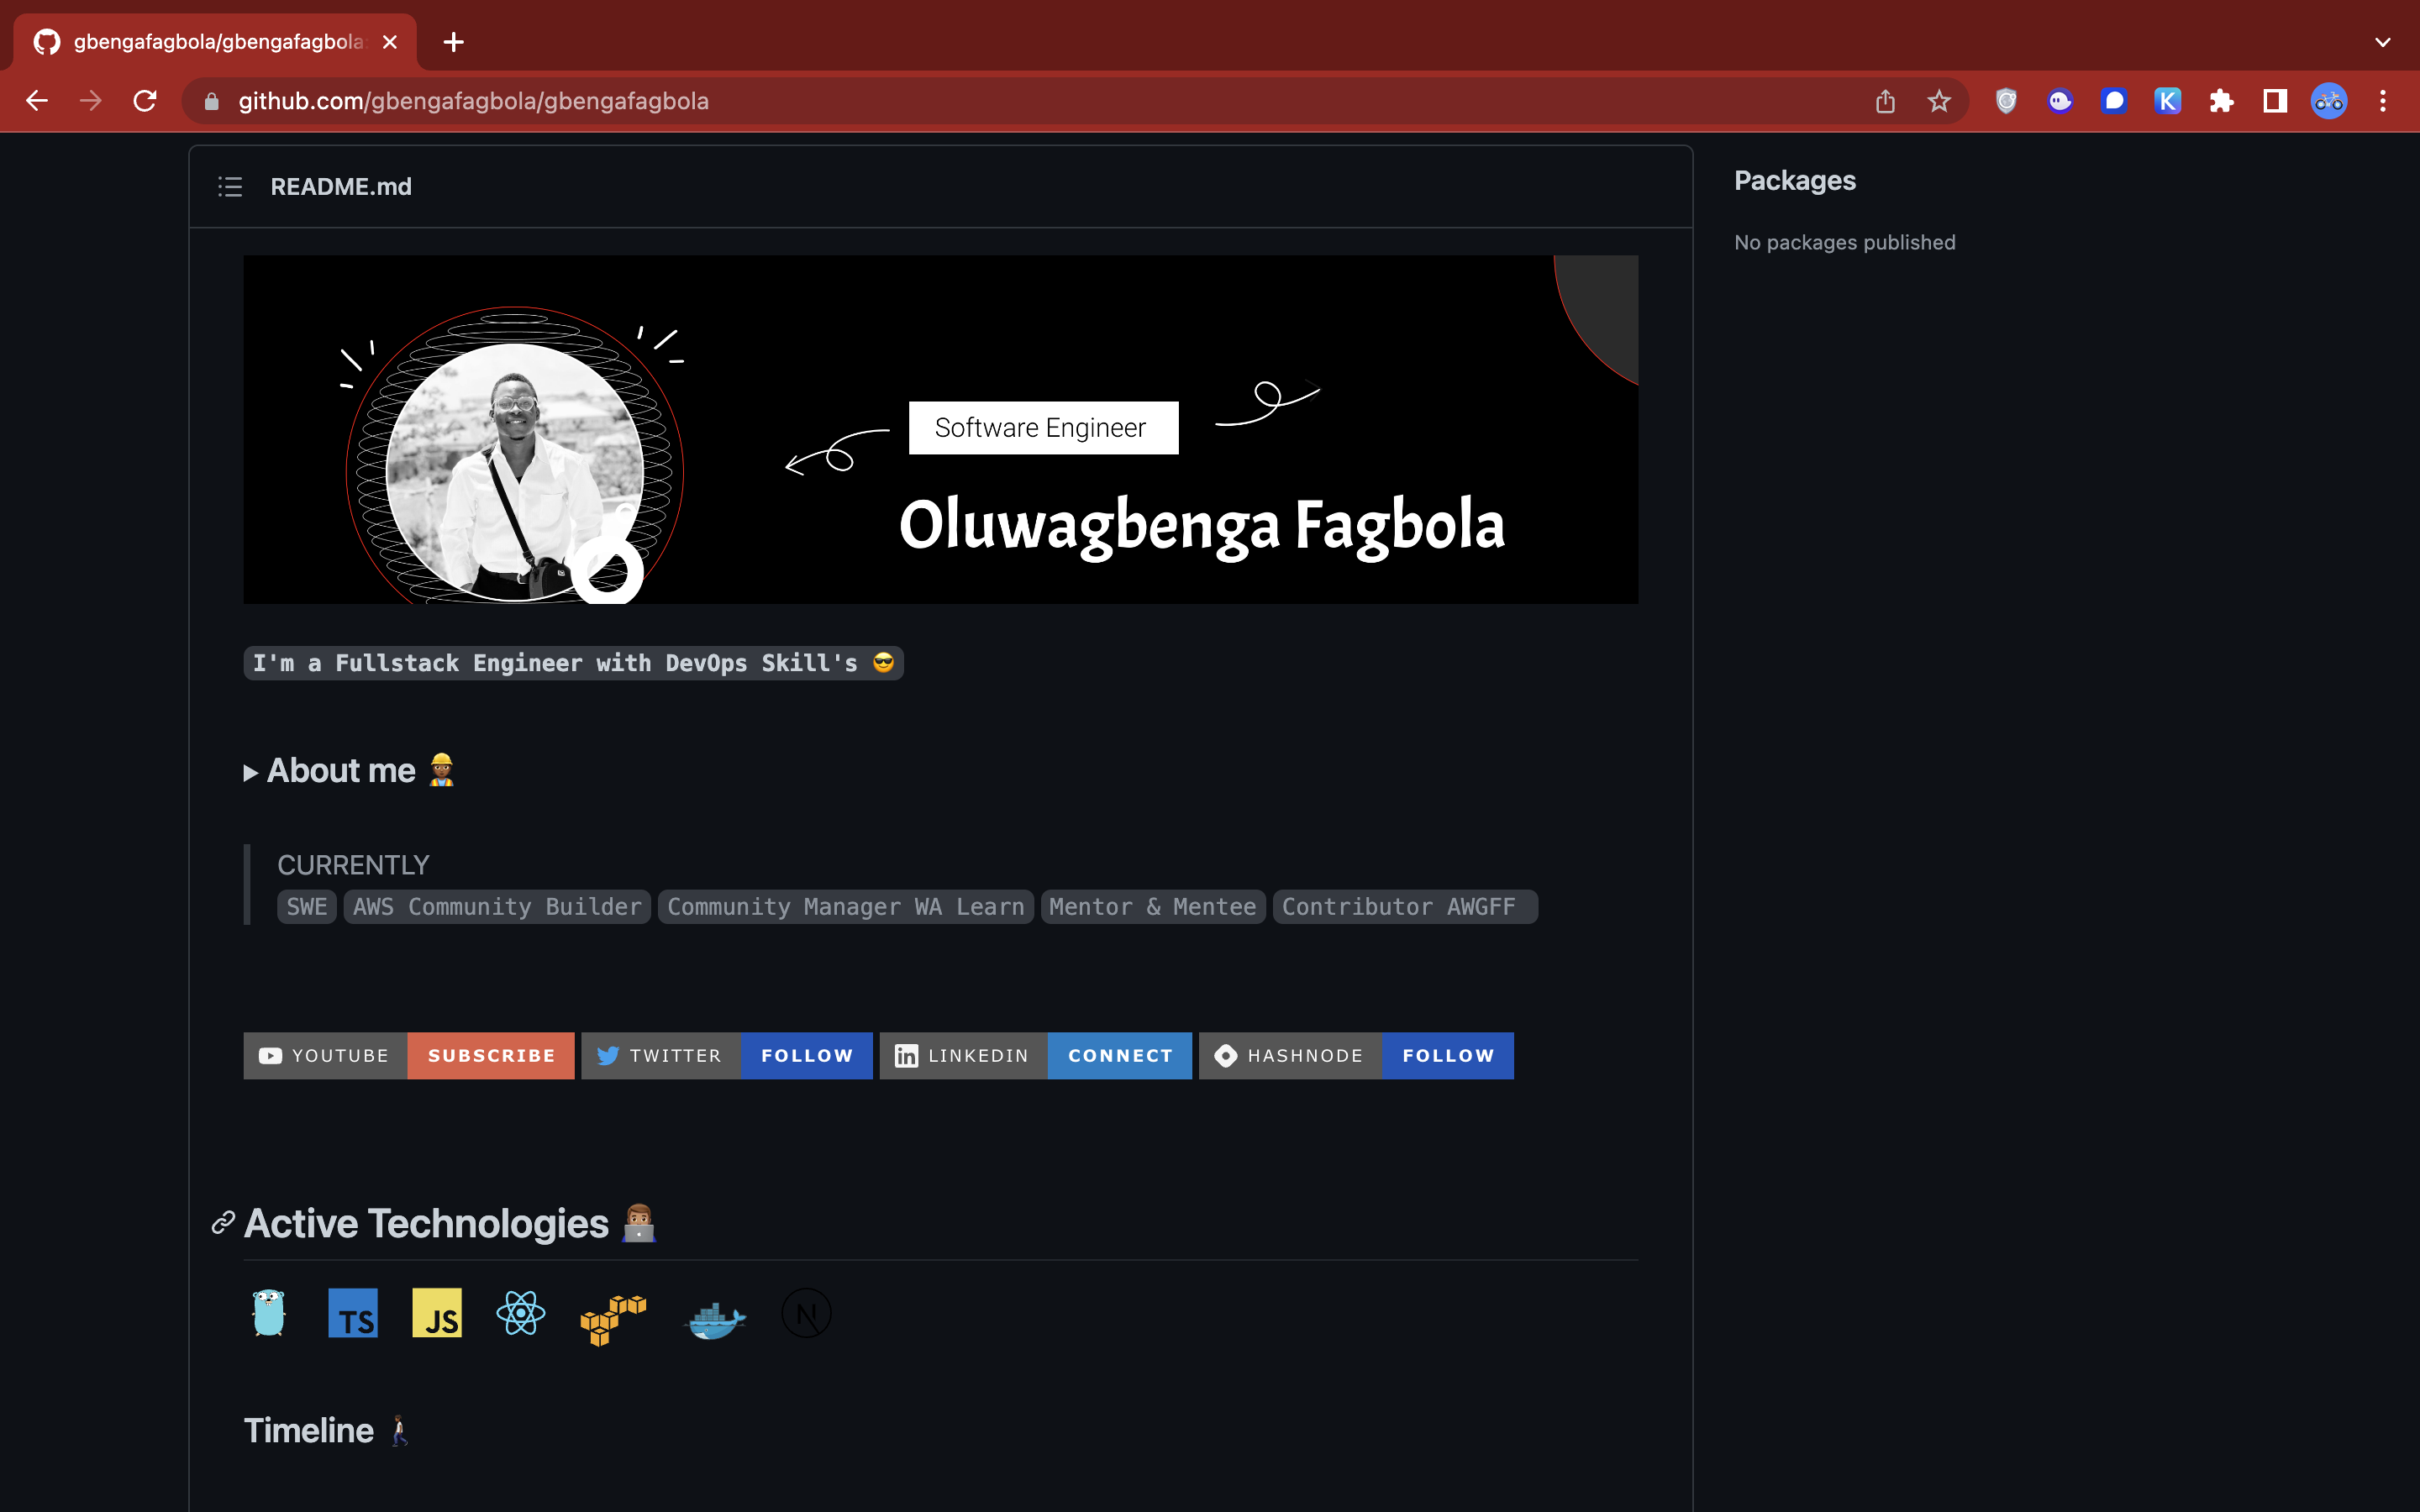 gbengafagbola/gbengafagbola
github.com/gbengafagbola/gbengafagbola
K
README.md
Packages
No packages published
Software Engineer
Oluwagbenga Fagbola
I'm a Fullstack Engineer with DevOps Skill's 😎
About me 👷🏾
CURRENTLY
SWE AWS Community Builder Community Manager WA Learn Mentor & Mentee Contributor AWGFF
YOUTUBE SUBSCRIBE TWITTER FOLLOW LINKEDIN CONNECT HASHNODE FOLLOW
Active Technologies 👨🏽‍💻
TS JS N
Timeline 🚶🏾